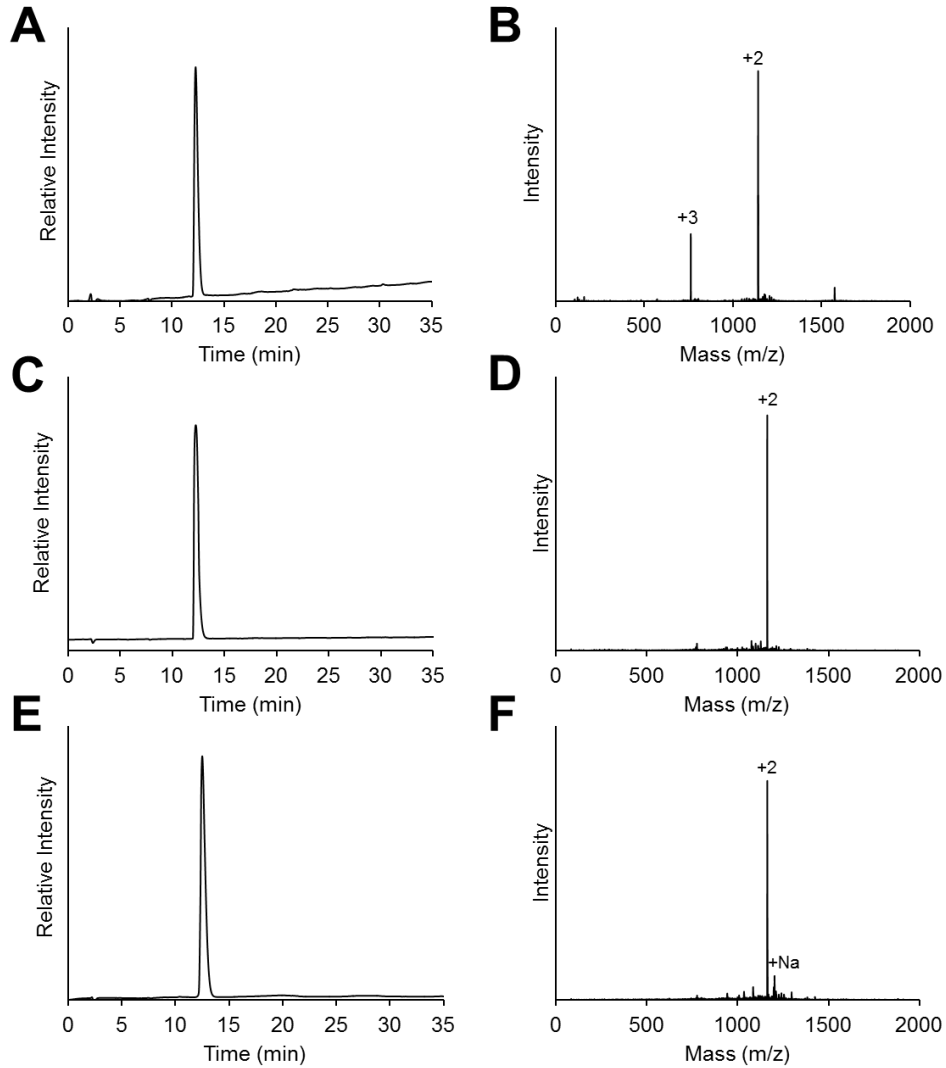 A
Relative Intensity
0 5 10 15 20 25 30 35
Time (min)
B
Intensity
+2
+3
0 500 1000 1500 2000
Mass (m/z)
C
Relative Intensity
0 5 10 15 20 25 30 35
Time (min)
D
Intensity
+2
0 500 1000 1500 2000
Mass (m/z)
E
Relative Intensity
0 5 10 15 20 25 30 35
Time (min)
F
Intensity
+2
+Na
0 500 1000 1500 2000
Mass (m/z)